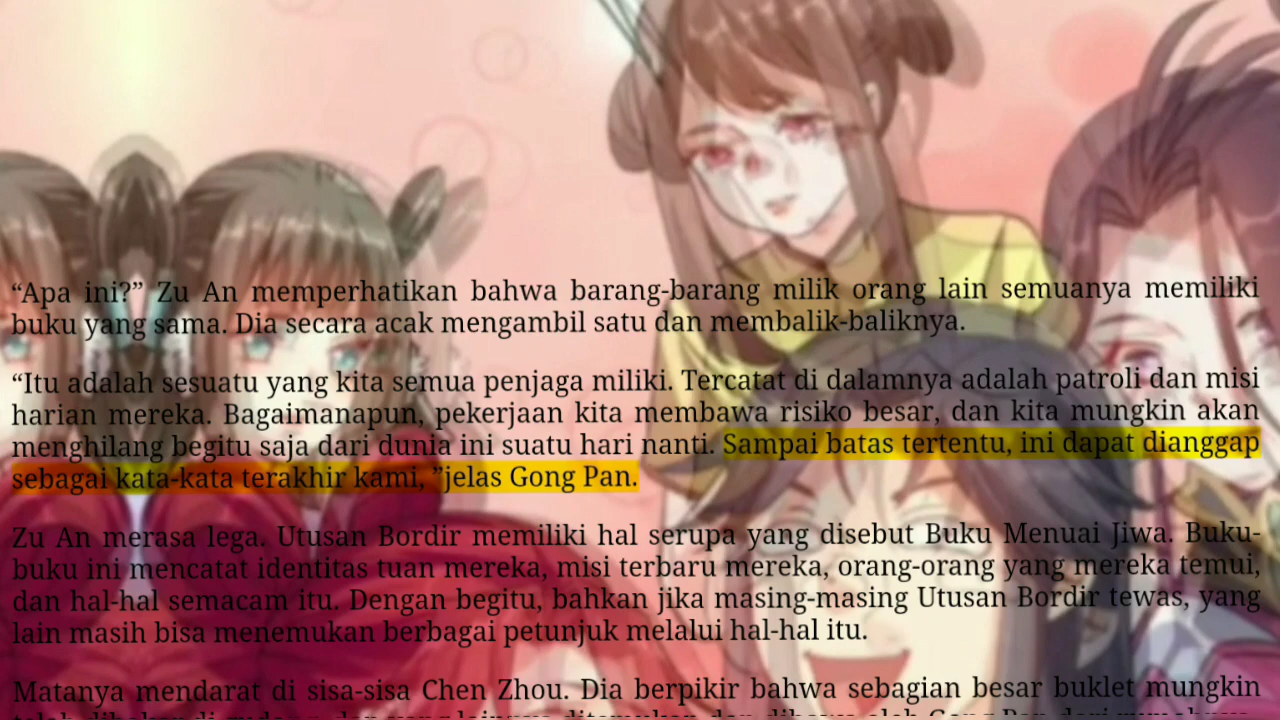 “Apa ini?” Zu An memperhatikan bahwa barang-barang milik orang lain semuanya memiliki
buku yang sama. Dia secara acak mengambil satu dan membalik-baliknya.
“Itu adalah sesuatu yang kita semua penjaga miliki. Tercatat di dalamnya adalah patroli dan misi
harian mereka. Bagaimanapun, pekerjaan kita membawa risiko besar, dan kita mungkin akan
menghilang begitu saja dari dunia ini suatu hari nanti. Sampai batas tertentu, ini dapat dianggap
sebagai kata-kata terakhir kami, ”jelas Gong Pan.
Zu An merasa lega. Utusan Bordir memiliki hal serupa yang disebut Buku Menuai Jiwa. Buku-
buku ini mencatat identitas tuan mereka, misi terbaru mereka, orang-orang yang mereka temui,
dan hal-hal semacam itu. Dengan begitu, bahkan jika masing-masing Utusan Bordir tewas, yang
lain masih bisa menemukan berbagai petunjuk melalui hal-hal itu.
Matanya mendarat di sisa-sisa Chen Zhou. Dia berpikir bahwa sebagian besar buklet mungkin